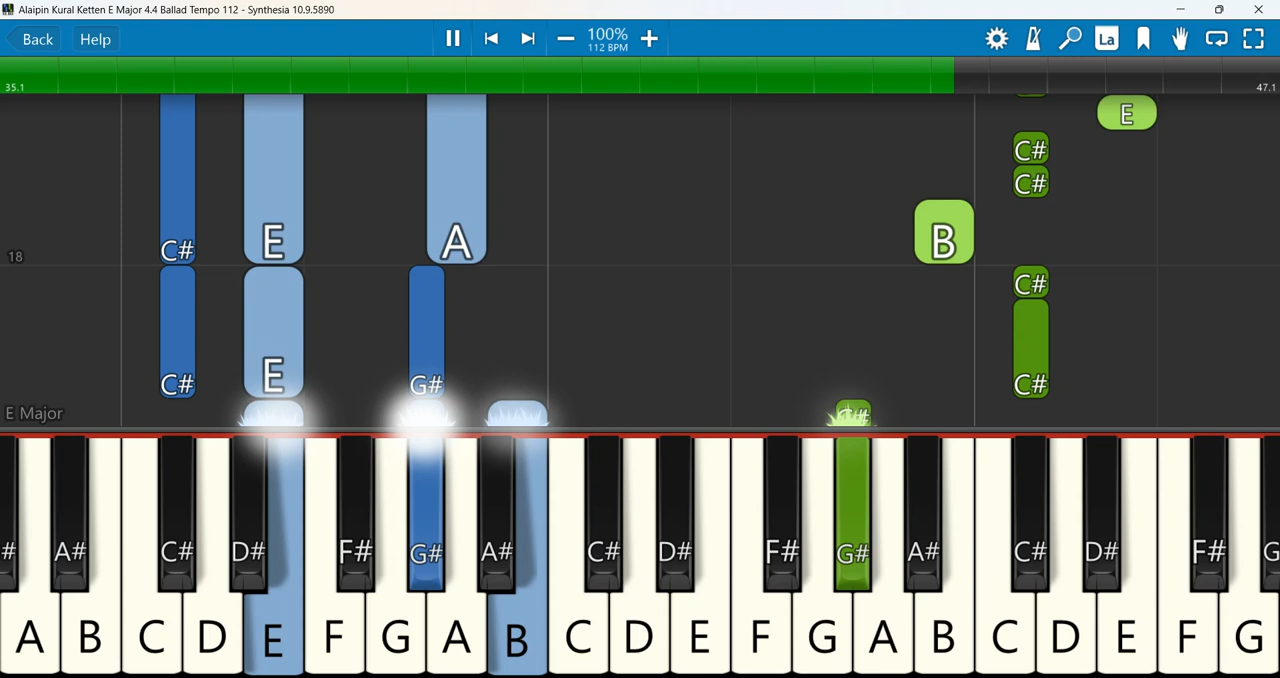 Alaipin Kural Ketten E Major 4.4 Ballad Tempo 112 - Synthesia 10.9.5890
Back Help 100% La
112 BPM
35.1 47.1
E
C#
C#
18 C# E A B
C#
C# E G# C#
E Major G#
# A# C# D# F# G# A# C# D# F# G# A# C# D# F# G
A B C D E F G A B C D E F G A B C D E F G